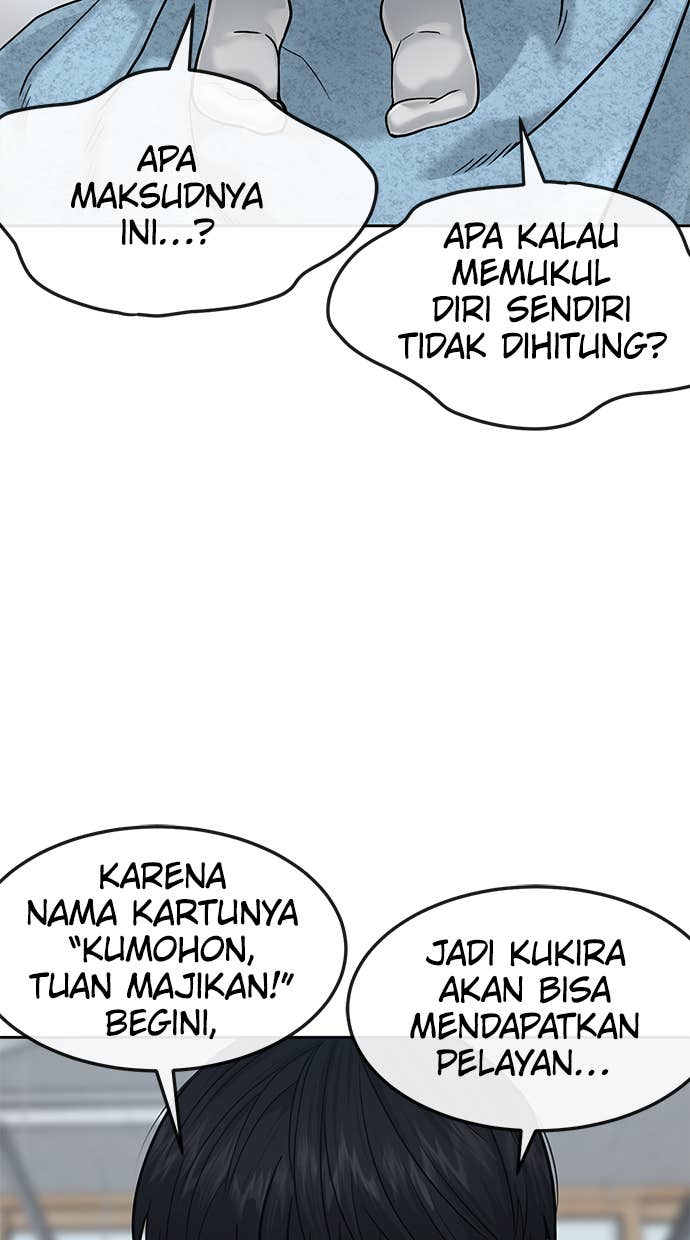 APA
MAKSUDNYA
INI...?
APA KALAU
MEMUKUL
DIRI SENDIRI
TIDAK DIHITUNG?
KARENA
NAMA KARTUNYA
"KUMOHON,
TUAN MAJIKAN!"
BEGINI,
JADI KUKIRA
AKAN BISA
MENDAPATKAN
PELAYAN...